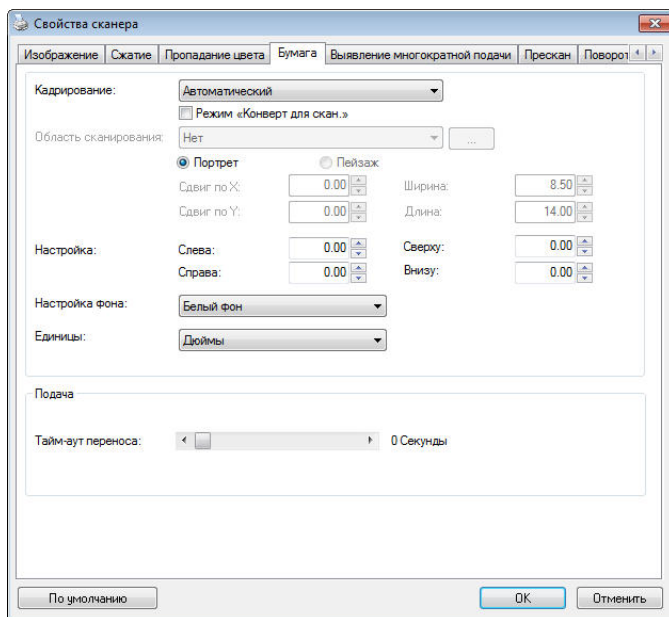 Свойства сканера
Изображение Сжатие Пропадание цвета Бумага Выявление многократной подачи Прескан Поворот
Кадрирование: Автоматический
Режим «Конверт для скан.»
Область сканирования: Нет ...
Портрет Пейзаж
Сдвиг по X: 0.00 Ширина: 8.50
Сдвиг по Y: 0.00 Длина: 14.00
Настройка: Слева: 0.00 Сверху: 0.00
Справа: 0.00 Внизу: 0.00
Настройка фона: Белый фон
Единицы: Дюймы
Подача
Тайм-аут переноса: 0 Секунды
По умолчанию OK Отменить